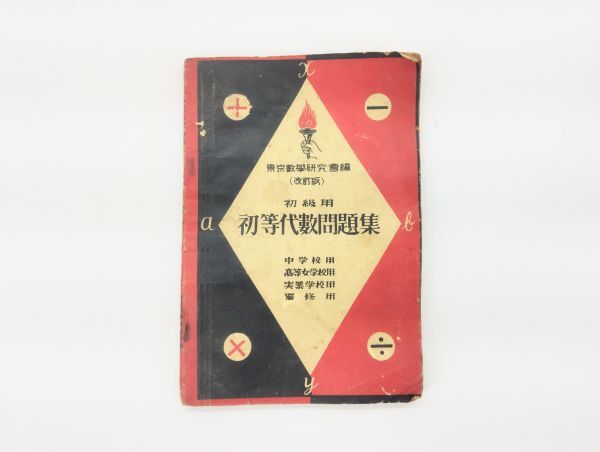 x
+ −
東京數學硏究會編
(改訂版)
初級用
a 初等代數問題集 b
中学校用
高等女学校用
実業学校用
獨修用
× ÷
y